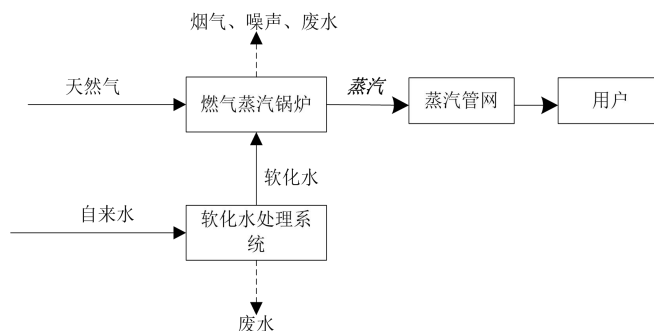 烟气、噪声、废水
天然气
燃气蒸汽锅炉
蒸汽
蒸汽管网
用户
软化水
自来水
软化水处理系
统
废水